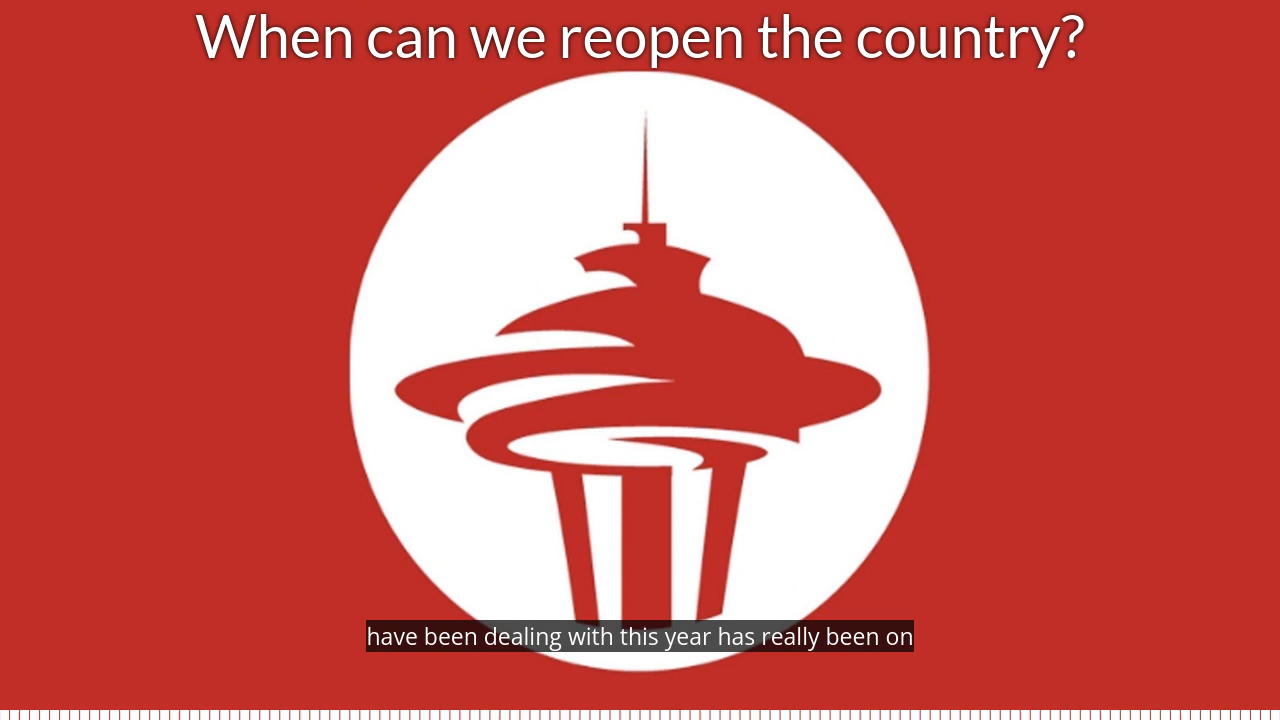 When can we reopen the country?
have been dealing with this year has really been on